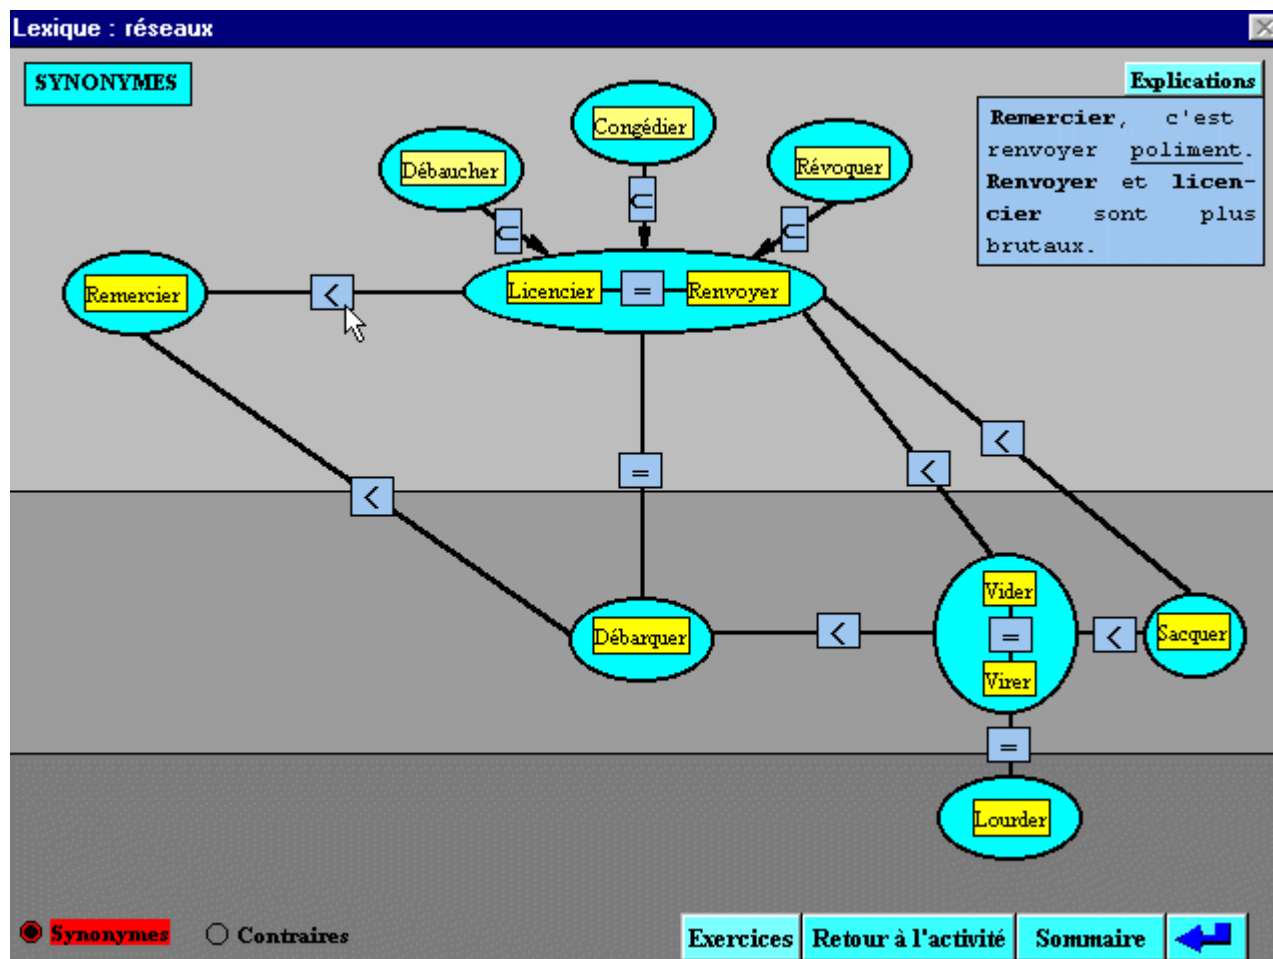 Lexique : réseaux
SYNONYMES
Explications
Remercier, c'est
renvoyer poliment.
Renvoyer et licen-
cier sont plus
brutaux.
Congédier
Débaucher
Révoquer
⊂
⊂
⊂
Remercier
<
Licencier
=
Renvoyer
<
=
<
<
Vider
Débarquer
<
=
<
Sacquer
Virer
=
Lourder
Synonymes
Contraires
Exercices
Retour à l'activité
Sommaire